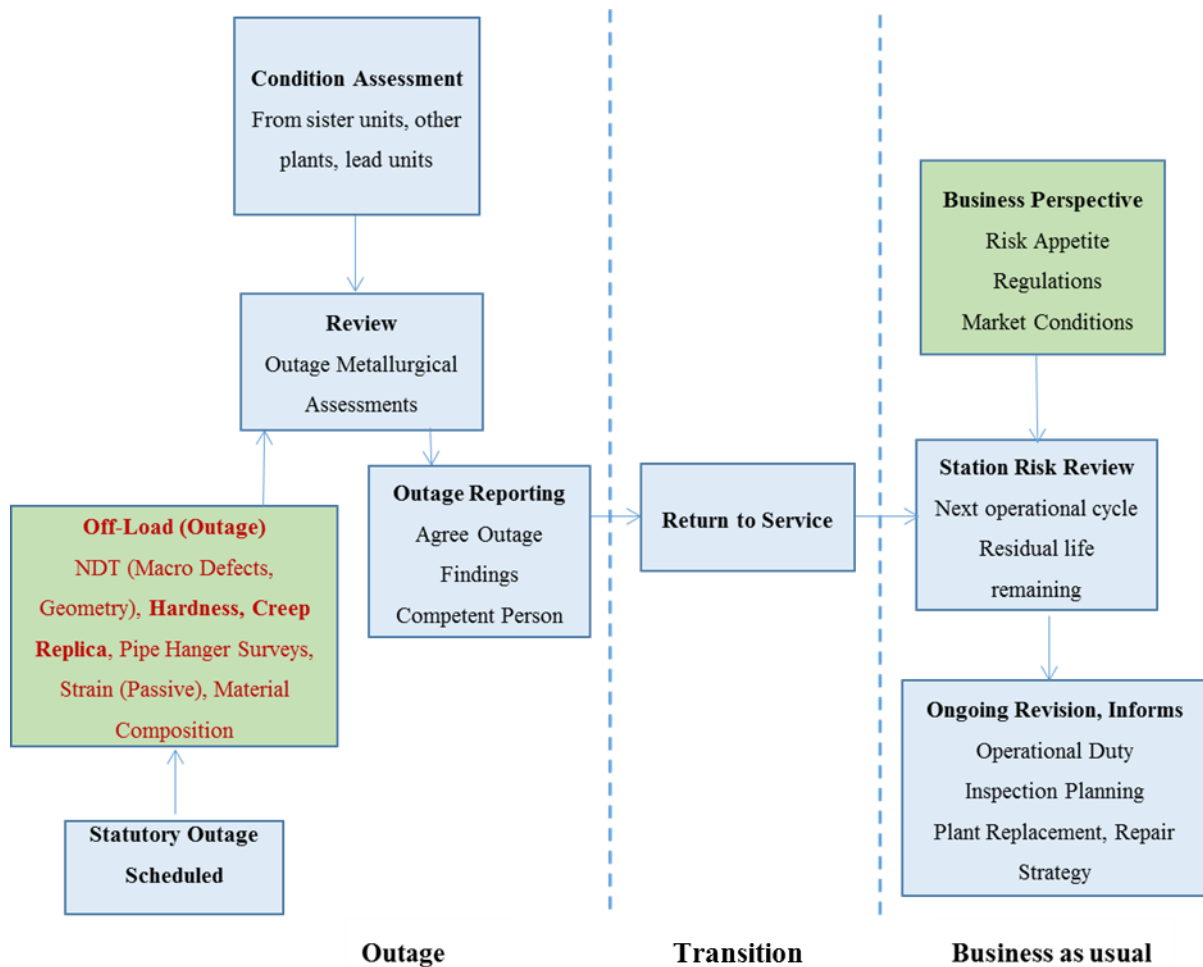 Condition Assessment
From sister units, other
plants, lead units
Review
Outage Metallurgical
Assessments
Off-Load (Outage)
NDT (Macro Defects,
Geometry), Hardness, Creep
Replica, Pipe Hanger Surveys,
Strain (Passive), Material
Composition
Statutory Outage
Scheduled
Outage Reporting
Agree Outage
Findings
Competent Person
Return to Service
Business Perspective
Risk Appetite
Regulations
Market Conditions
Station Risk Review
Next operational cycle
Residual life
remaining
Ongoing Revision, Informs
Operational Duty
Inspection Planning
Plant Replacement, Repair
Strategy
Outage
Transition
Business as usual